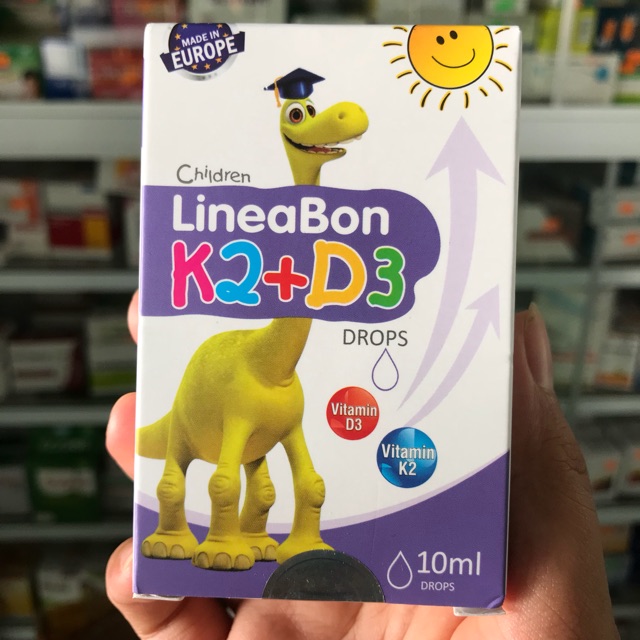 MADE IN
EUROPE
Children
LineaBon
K2+D3
DROPS
Vitamin
D3
Vitamin
K2
10ml
DROPS